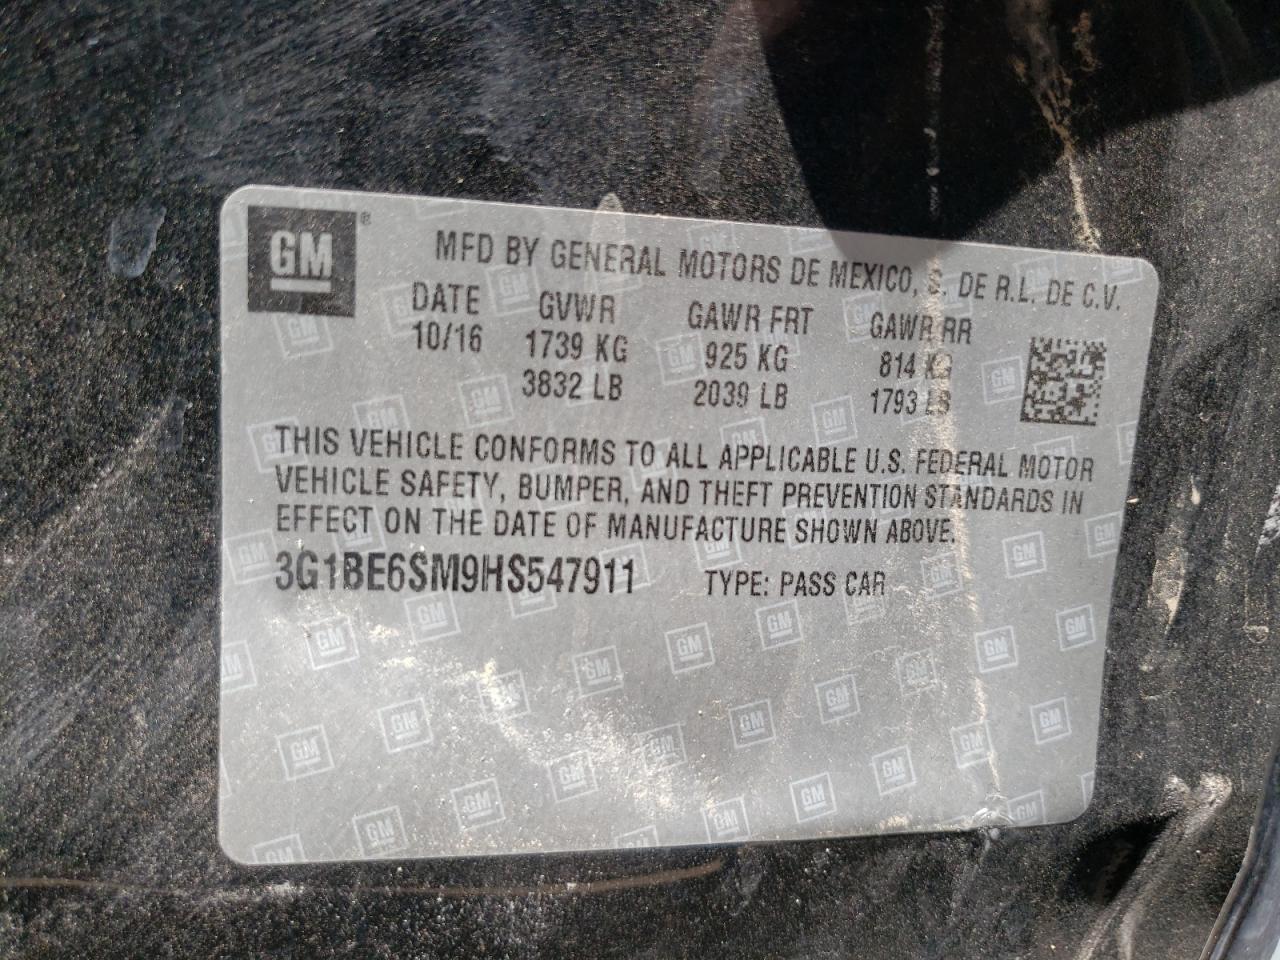 GM®
MFD BY GENERAL MOTORS DE MEXICO, S. DE R.L. DE C.V.
DATE GVWR GAWR FRT GAWR RR
10/16 1739 KG 925 KG 814 KG
3832 LB 2039 LB 1793 LB
THIS VEHICLE CONFORMS TO ALL APPLICABLE U.S. FEDERAL MOTOR
VEHICLE SAFETY, BUMPER, AND THEFT PREVENTION STANDARDS IN
EFFECT ON THE DATE OF MANUFACTURE SHOWN ABOVE.
3G1BE6SM9HS547911 TYPE: PASS CAR